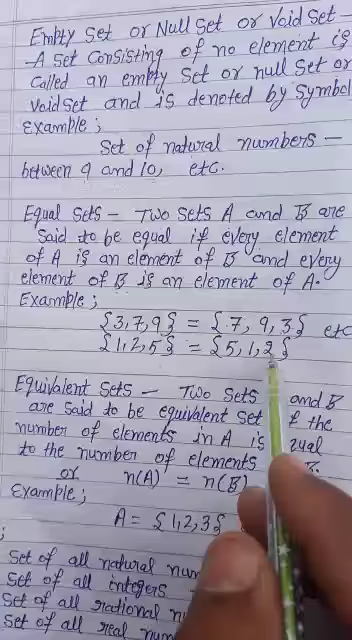 Empty Set or Null Set or Void Set -
A set consisting of no element is
called an empty set or null set or
void set and is denoted by symbol
Example;
Set of natural numbers -
between 9 and 10, etc.
Equal Sets - Two sets A and B are
said to be equal if every element
of A is an element of B and every
element of B is an element of A.
Example;
{3,7,9} = {7, 9, 3} etc
{1,2,5} = {5,1,2}
Equivalent Sets - Two Sets and B
are said to be equivalent set if the
number of elements in A is
to the number of elements
or n(A) = n(B)
Example;
A = {1,2,3}
;
Set of all natural num
Set of all integers
Set of all rational n
Set of all real num